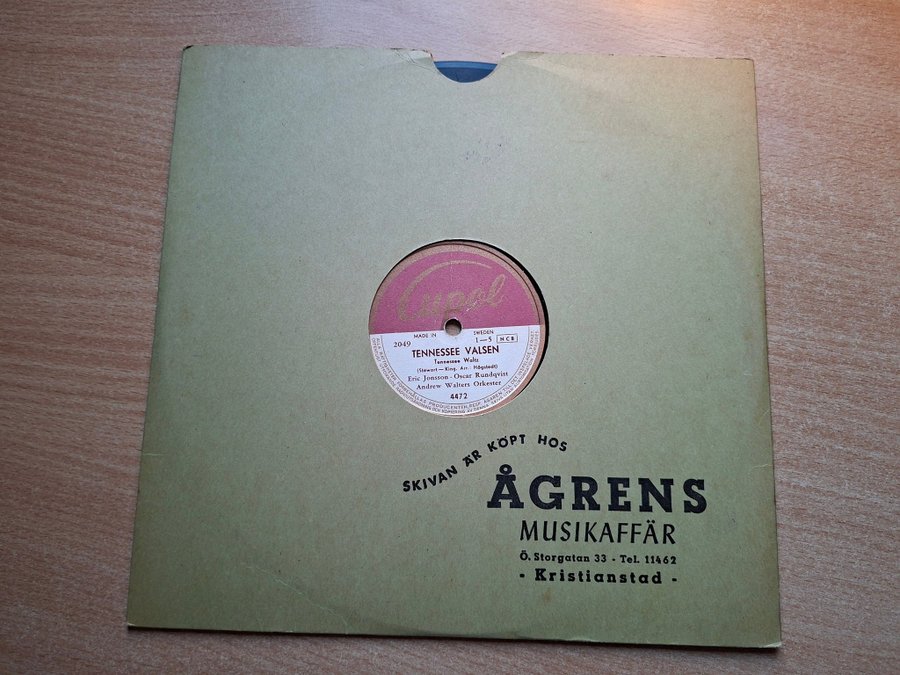 Cupol
MADE IN SWEDEN
2049 1—S NCB
TENNESSEE VALSEN
Tennessee Waltz
(Stewart—King. Arr. Högstedt)
Eric Jonsson - Oscar Rundqvist
Andrew Walters Orkester
4472
SKIVAN ÄR KÖPT HOS
ÅGRENS
MUSIKAFFÄR
Ö. Storgatan 33 - Tel. 11462
- Kristianstad -